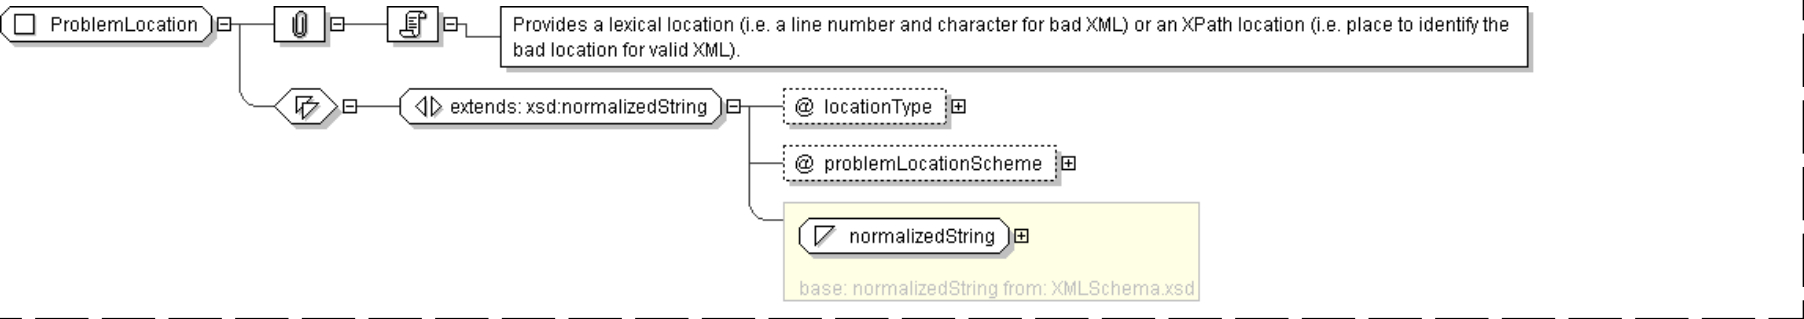 ProblemLocation
Provides a lexical location (i.e. a line number and character for bad XML) or an XPath location (i.e. place to identify the
bad location for valid XML).
extends: xsd:normalizedString
@ locationType
@ problemLocationScheme
normalizedString
base: normalizedString from: XMLSchema.xsd